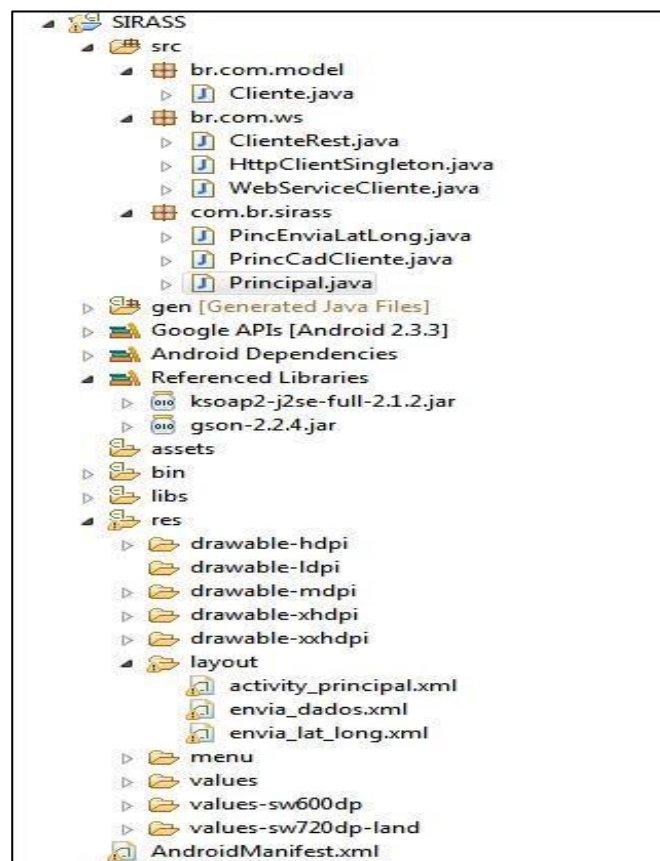 SIRASS
src
br.com.model
Cliente.java
br.com.ws
ClienteRest.java
HttpClientSingleton.java
WebServiceCliente.java
com.br.sirass
PincEnviaLatLong.java
PrincCadCliente.java
Principal.java
gen [Generated Java Files]
Google APIs [Android 2.3.3]
Android Dependencies
Referenced Libraries
ksoap2-j2se-full-2.1.2.jar
gson-2.2.4.jar
assets
bin
libs
res
drawable-hdpi
drawable-ldpi
drawable-mdpi
drawable-xhdpi
drawable-xxhdpi
layout
activity_principal.xml
envia_dados.xml
envia_lat_long.xml
menu
values
values-sw600dp
values-sw720dp-land
AndroidManifest.xml